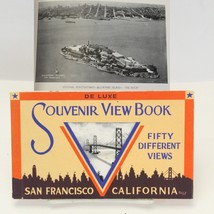 DE LUXE
SOUVENIR VIEW BOOK
FIFTY
DIFFERENT
VIEWS
SAN FRANCISCO CALIFORNIA